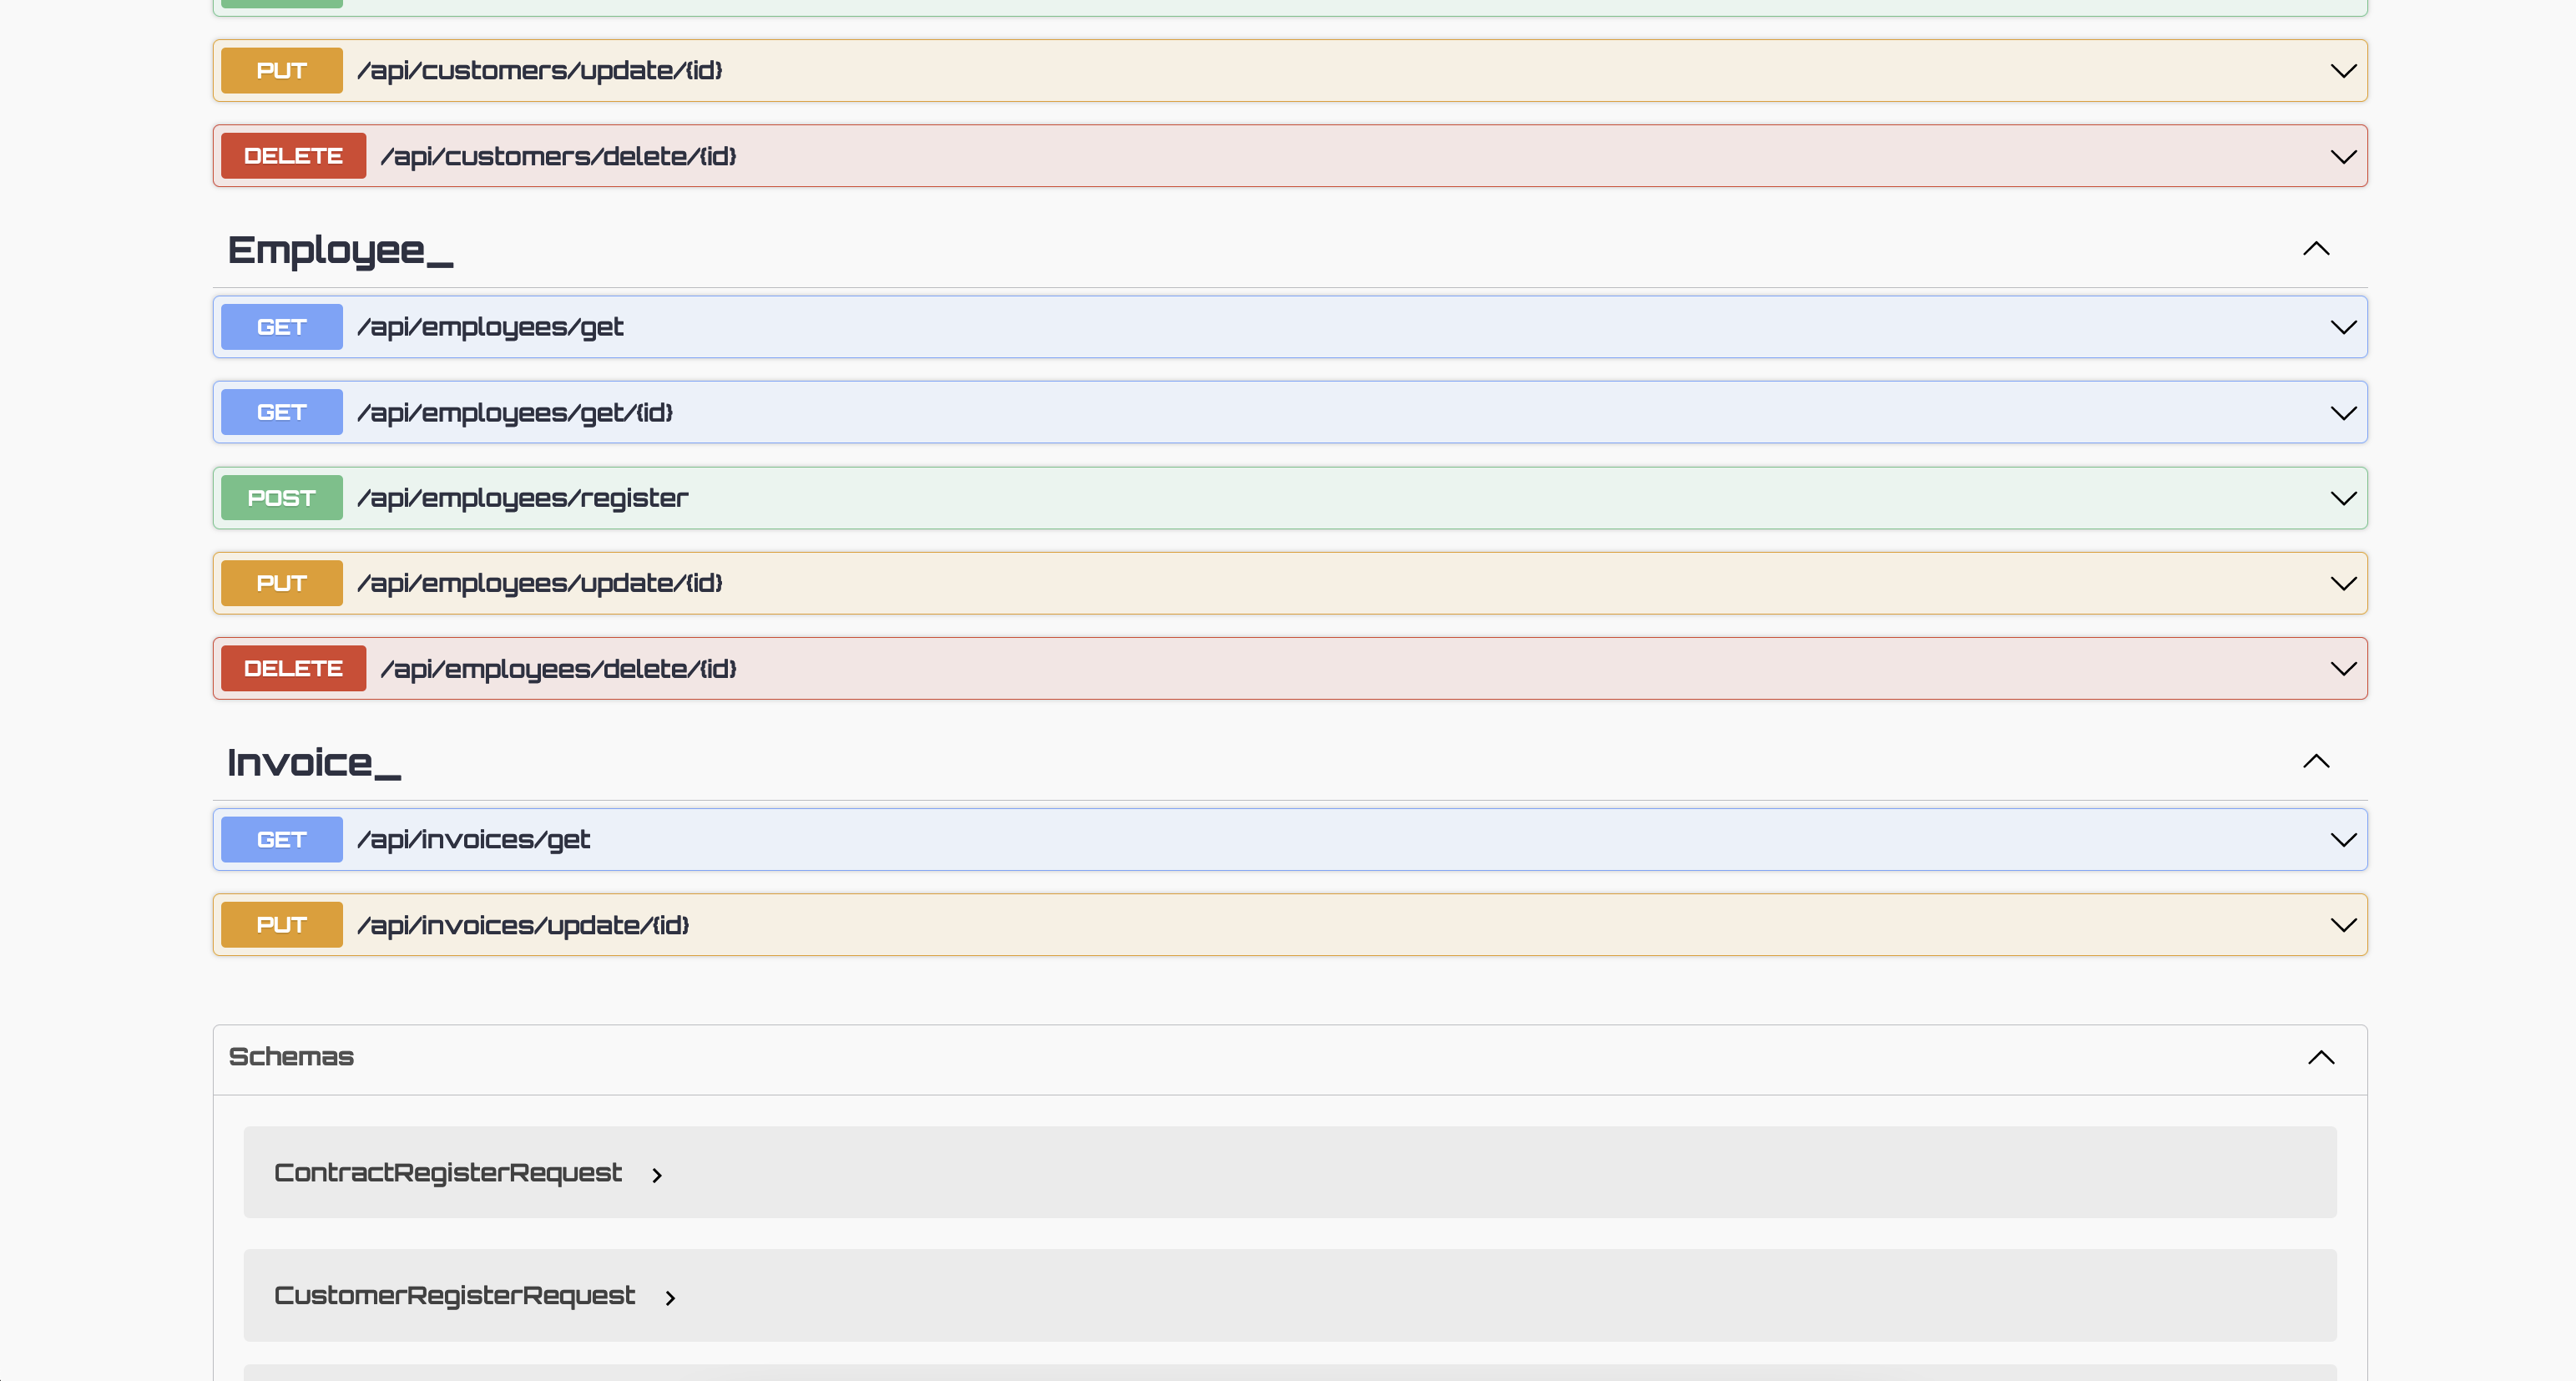 PUT /api/customers/update/{id}
DELETE /api/customers/delete/{id}
Employee_
GET /api/employees/get
GET /api/employees/get/{id}
POST /api/employees/register
PUT /api/employees/update/{id}
DELETE /api/employees/delete/{id}
Invoice_
GET /api/invoices/get
PUT /api/invoices/update/{id}
Schemas
ContractRegisterRequest
CustomerRegisterRequest